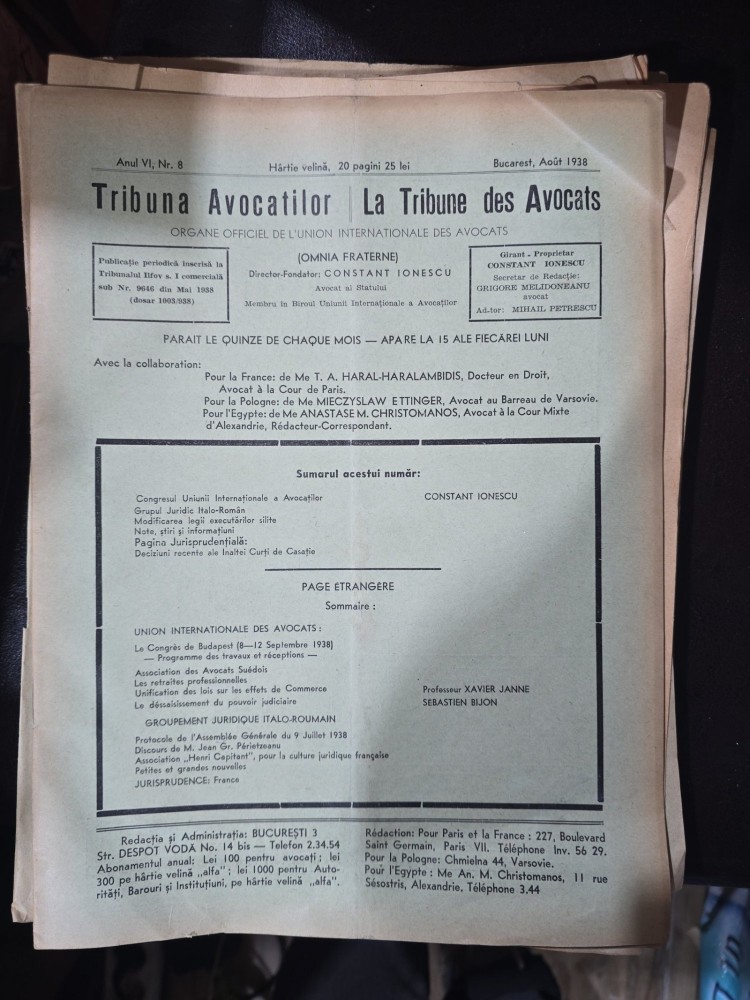 Anul VI, Nr. 8
Hârtie velină, 20 pagini 25 lei
Bucarest, Août 1938
Tribuna Avocatilor
La Tribune des Avocats
ORGANE OFFICIEL DE L'UNION INTERNATIONALE DES AVOCATS
Publicație periodică înscrisă la
Tribunalul Ilfov s. I comercială
sub Nr. 9646 din Mai 1938
(dosar 1003/938)
(OMNIA FRATERNE)
Director-Fondator: CONSTANT IONESCU
Avocat al Statului
Membru în Biroul Uniunii Internaționale a Avocaților
Girant - Proprietar
CONSTANT IONESCU
Secretar de Redacție:
GRIGORE MELIDONEANU
avocat
Ad-tor: MIHAIL PETRESCU
PARAIT LE QUINZE DE CHAQUE MOIS — APARE LA 15 ALE FIECĂREI LUNI
Avec la collaboration:
Pour la France: de Me T. A. HARAL-HARALAMBIDIS, Docteur en Droit,
Avocat à la Cour de Paris.
Pour la Pologne: de Me MIECZYSLAW ETTINGER, Avocat au Barreau de Varsovie.
Pour l'Egypte: de Me ANASTASE M. CHRISTOMANOS, Avocat à la Cour Mixte
d'Alexandrie, Rédacteur-Correspondant.
Sumarul acestui număr:
Congresul Uniunii Internaționale a Avocaților CONSTANT IONESCU
Grupul Juridic Italo-Român
Modificarea legii executărilor silite
Note, știri și informațiuni
Pagina Jurisprudențială:
Deciziuni recente ale Inaltei Curți de Casație
PAGE ETRANGERE
Sommaire :
UNION INTERNATIONALE DES AVOCATS :
Le Congrès de Budapest (8—12 Septembre 1938)
— Programme des travaux et réceptions —
Association des Avocats Suédois
Les retraites professionnelles
Unification des lois sur les effets de Commerce Professeur XAVIER JANNE
Le déssaisissement du pouvoir judiciaire SEBASTIEN BIJON
GROUPEMENT JURIDIQUE ITALO-ROUMAIN
Protocole de l'Assemblée Générale du 9 Juillet 1938
Discours de M. Jean Gr. Périetzeanu
Association „Henri Capitant", pour la culture juridique française
Petites et grandes nouvelles
JURISPRUDENCE: France
Redacția și Administrația: BUCUREȘTI 3
Str. DESPOT VODĂ No. 14 bis — Telefon 2.34.54
Abonamentul anual: Lei 100 pentru avocați; lei
300 pe hârtie velină „alfa"; lei 1000 pentru Auto-
rități, Barouri și Instituțiuni, pe hârtie velină „alfa".
Rédaction: Pour Paris et la France : 227, Boulevard
Saint Germain, Paris VII. Téléphone Inv. 56 29.
Pour la Pologne: Chmielna 44, Varsovie.
Pour l'Egypte : Me An. M. Christomanos, 11 rue
Sésostris, Alexandrie. Téléphone 3.44